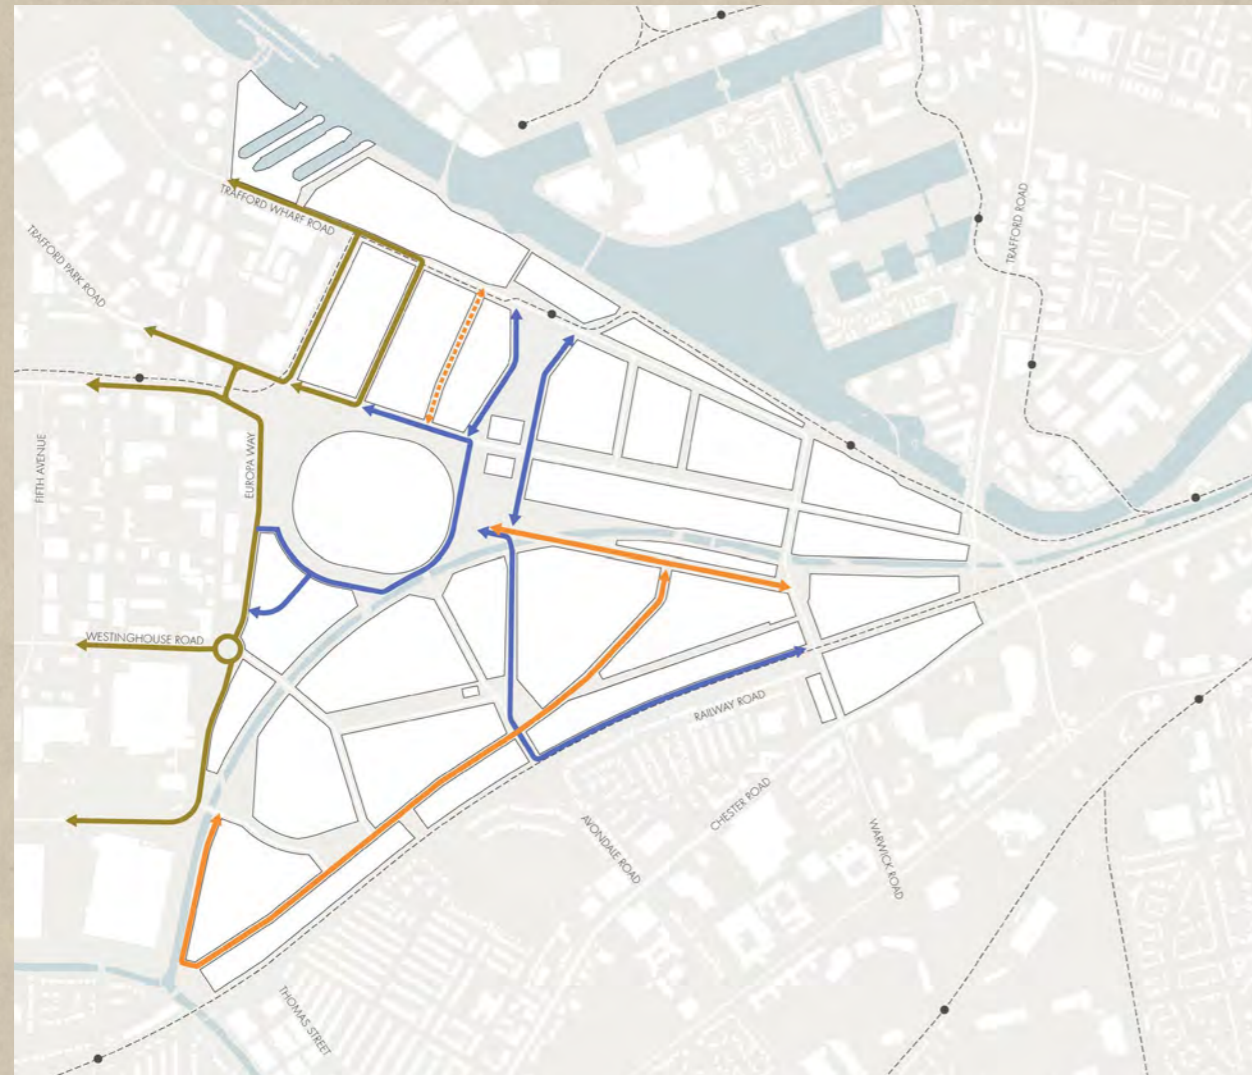 TRAFFORD WHARF ROAD
TRAFFORD PARK ROAD
TRAFFORD ROAD
FIFTH AVENUE
EUROPA WAY
WESTINGHOUSE ROAD
RAILWAY ROAD
CHESTER ROAD
AVONDALE ROAD
WARWICK ROAD
THOMAS STREET